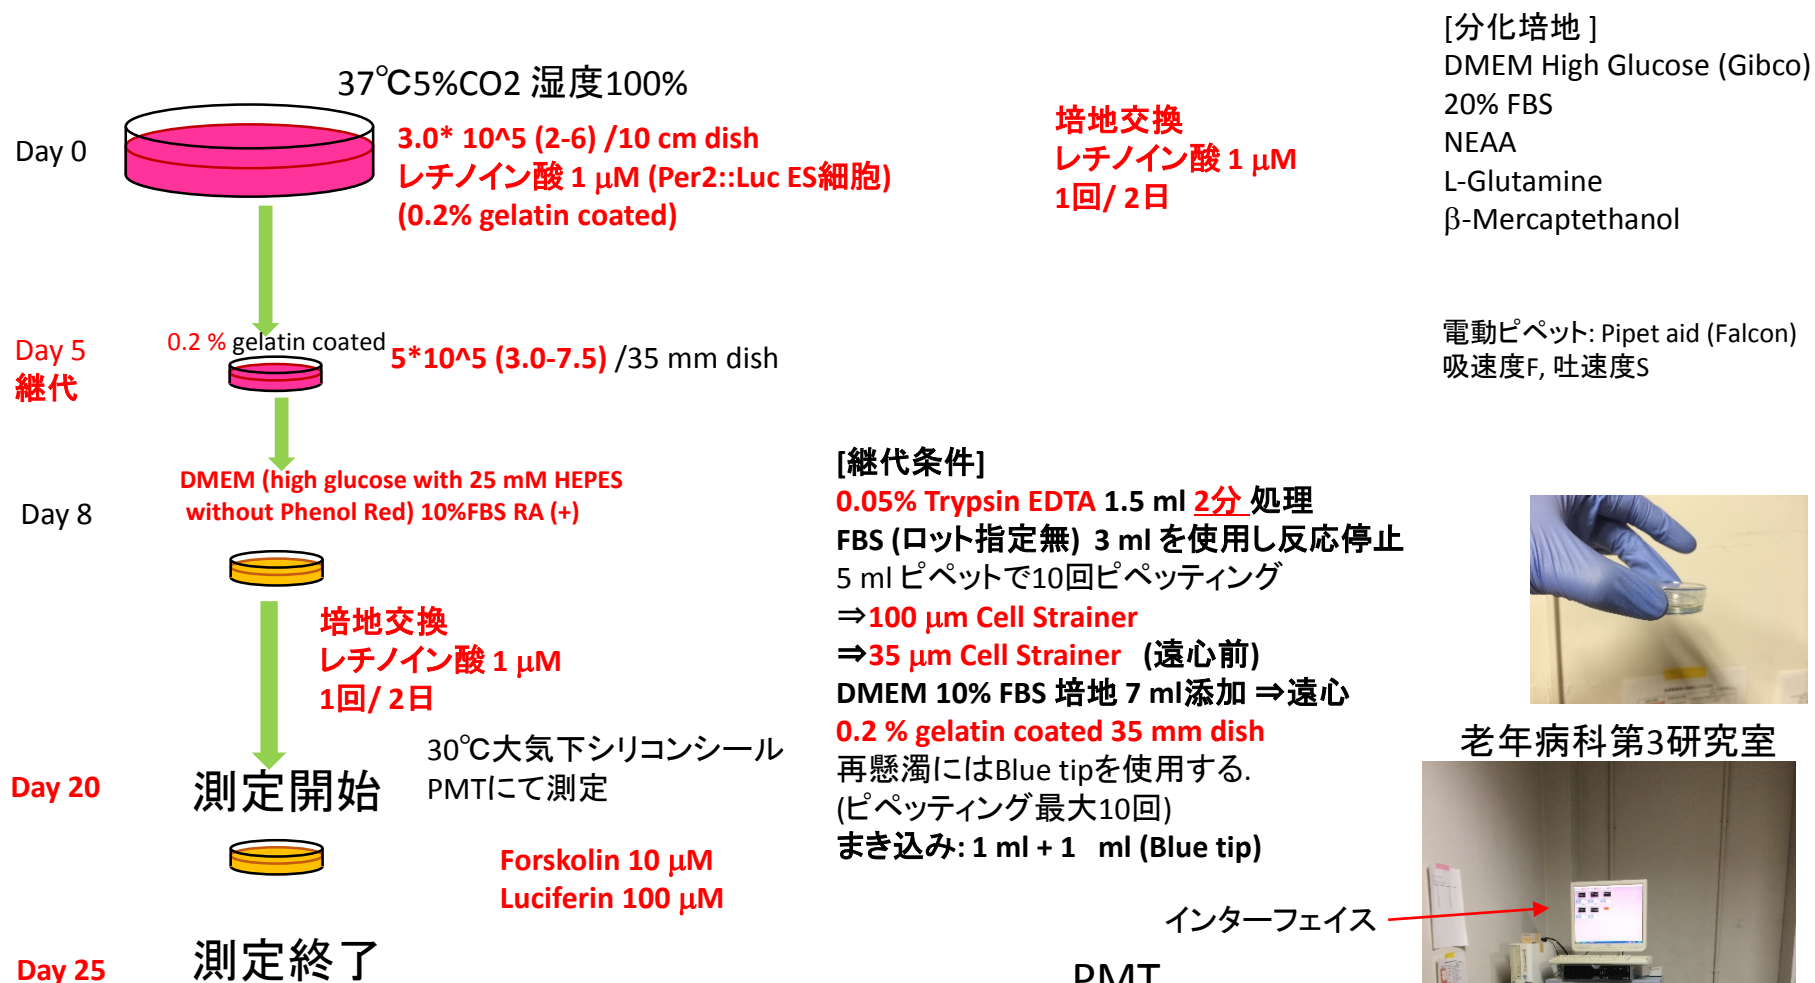 37℃5%CO2 湿度100%
Day 0
3.0* 10^5 (2-6) /10 cm dish
レチノイン酸 1 μM (Per2::Luc ES細胞)
(0.2% gelatin coated)
培地交換
レチノイン酸 1 μM
1回/ 2日
[分化培地 ]
DMEM High Glucose (Gibco)
20% FBS
NEAA
L-Glutamine
β-Mercaptethanol
Day 5
継代
0.2 % gelatin coated
5*10^5 (3.0-7.5) /35 mm dish
電動ピペット: Pipet aid (Falcon)
吸速度F, 吐速度S
Day 8
DMEM (high glucose with 25 mM HEPES
without Phenol Red) 10%FBS RA (+)
培地交換
レチノイン酸 1 μM
1回/ 2日
[継代条件]
0.05% Trypsin EDTA 1.5 ml 2分 処理
FBS (ロット指定無) 3 ml を使用し反応停止
5 ml ピペットで10回ピペッティング
⇒100 μm Cell Strainer
⇒35 μm Cell Strainer (遠心前)
DMEM 10% FBS 培地 7 ml添加 ⇒遠心
0.2 % gelatin coated 35 mm dish
再懸濁にはBlue tipを使用する.
(ピペッティング最大10回)
まき込み: 1 ml + 1 ml (Blue tip)
Day 20
測定開始
30℃大気下シリコンシール
PMTにて測定
Forskolin 10 μM
Luciferin 100 μM
Day 25
測定終了
老年病科第3研究室
インターフェイス
PMT